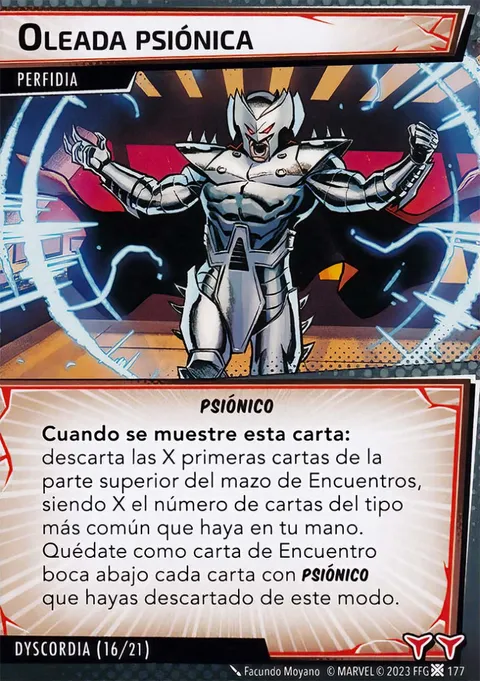 OLEADA PSIÓNICA
PERFIDIA
PSIÓNICO
Cuando se muestre esta carta:
descarta las X primeras cartas de la
parte superior del mazo de Encuentros,
siendo X el número de cartas del tipo
más común que haya en tu mano.
Quédate como carta de Encuentro
boca abajo cada carta con PSIÓNICO
que hayas descartado de este modo.
DYSCORDIA (16/21)
Facundo Moyano © MARVEL © 2023 FFG 177